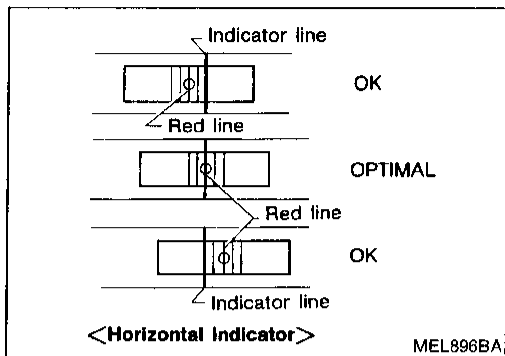 Indicator line
OK
Red line
OPTIMAL
Red line
OK
Indicator line
<Horizontal Indicator>
MEL896BA